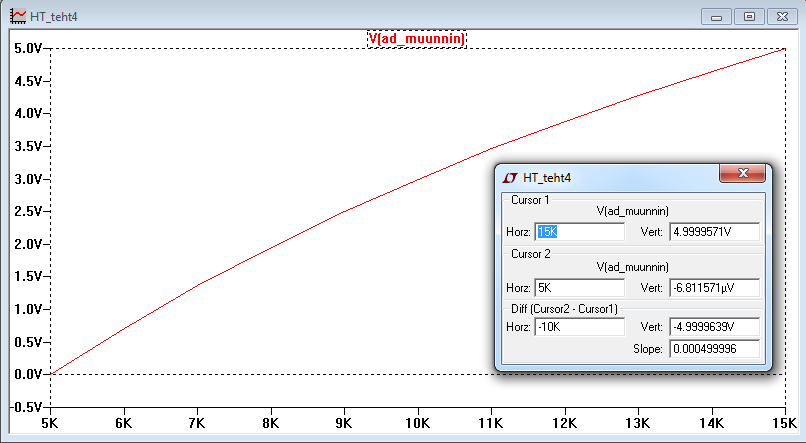 HT_teht4
V(ad_muunnin)
5.0V
4.5V
4.0V
3.5V
3.0V
2.5V
2.0V
1.5V
1.0V
0.5V
0.0V
-0.5V
5K 6K 7K 8K 9K 10K 11K 12K 13K 14K 15K
HT_teht4
Cursor 1
V(ad_muunnin)
Horz: 15K Vert: 4.9999571V
Cursor 2
V(ad_muunnin)
Horz: 5K Vert: -6.811571µV
Diff (Cursor2 - Cursor1)
Horz: -10K Vert: -4.9999639V
Slope: 0.000499996